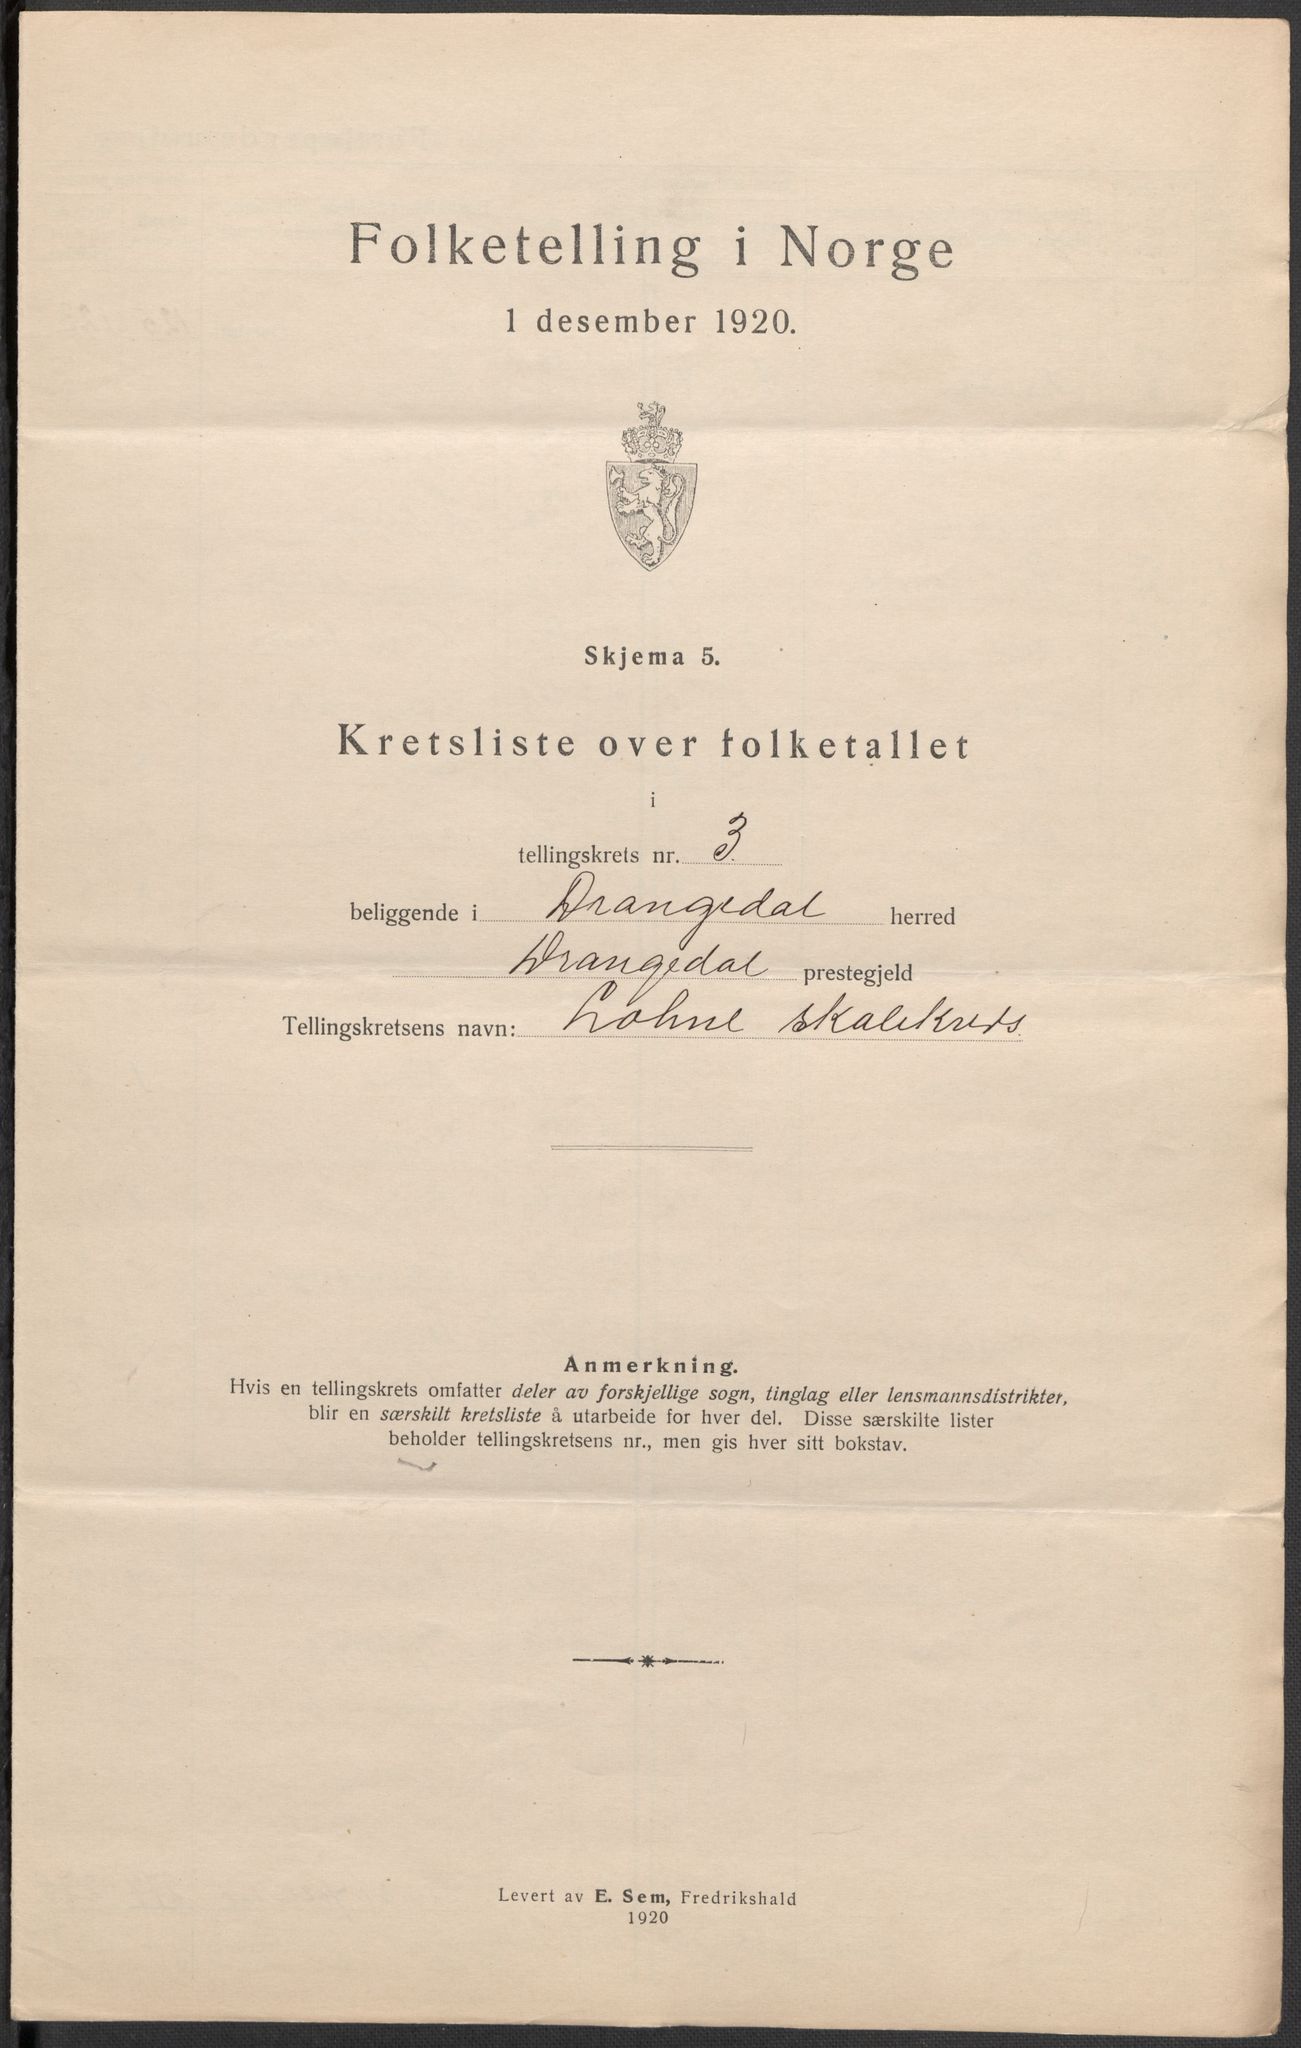 Folketelling i Norge
1 desember 1920.
Skjema 5.
Kretsliste over folketallet
i
tellingskrets nr. 3.
beliggende i Drangedal herred
Drangedal prestegjeld
Tellingskretsens navn: Lohne skolekreds.
Anmerkning.
Hvis en tellingskrets omfatter deler av forskjellige sogn, tinglag eller lensmannsdistrikter,
blir en særskilt kretsliste å utarbeide for hver del. Disse særskilte lister
beholder tellingskretsens nr., men gis hver sitt bokstav.
Levert av E. Sem, Fredrikshald
1920